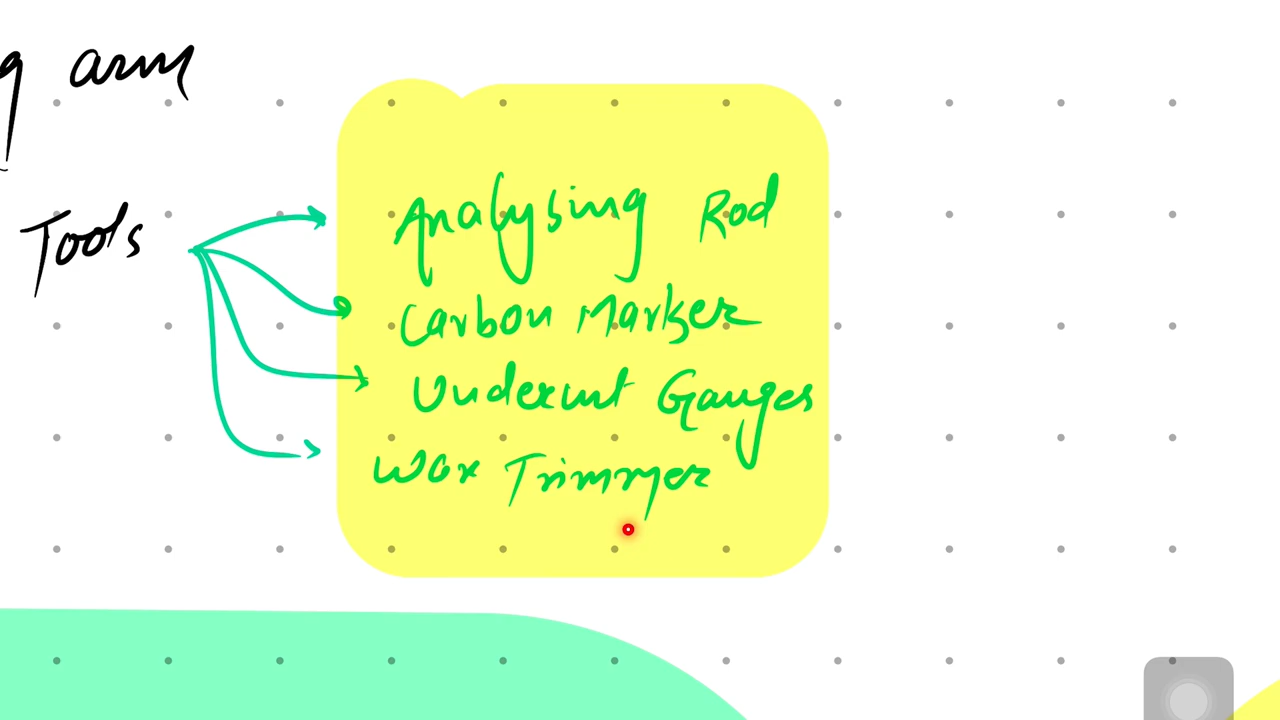 arm
Tools
Analysing Rod
Carbon Marker
Undercut Gauges
Wax Trimmer